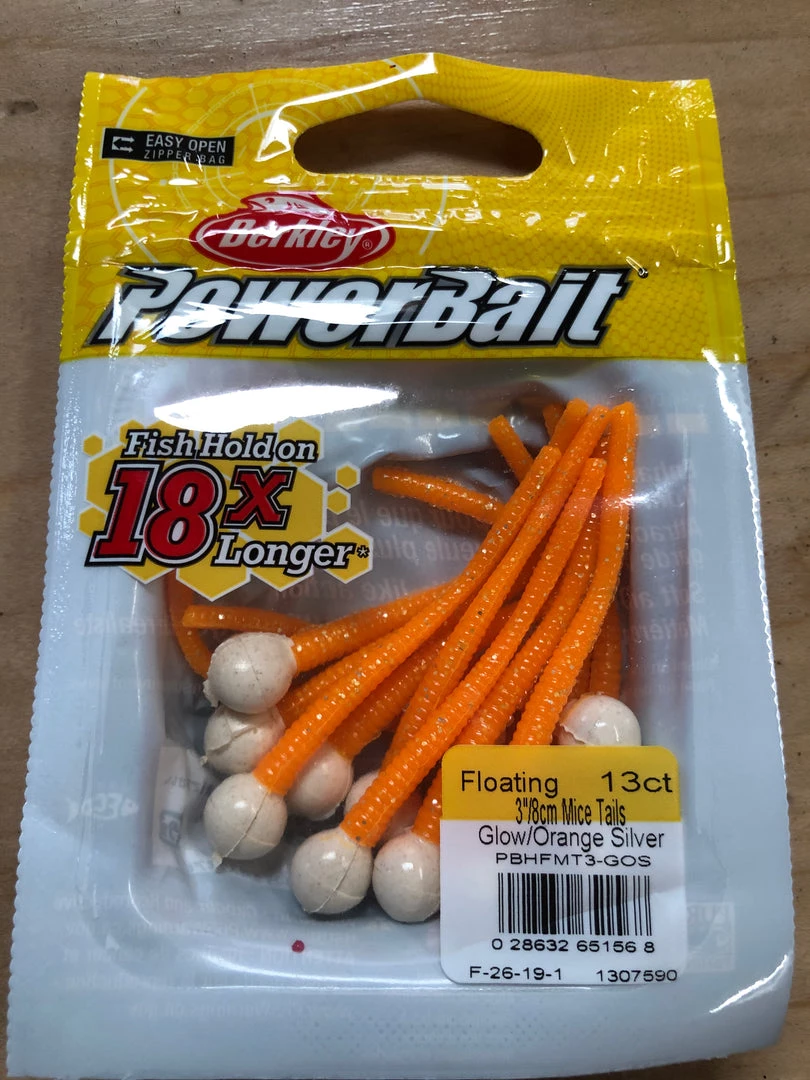 EASY OPEN
ZIPPER BAG
Berkley®
PowerBait
Fish Hold on
18x
Longer*
Floating 13ct
3"/8cm Mice Tails
Glow/Orange Silver
PBHFMT3-GOS
0 28632 65156 8
F-26-19-1 1307590